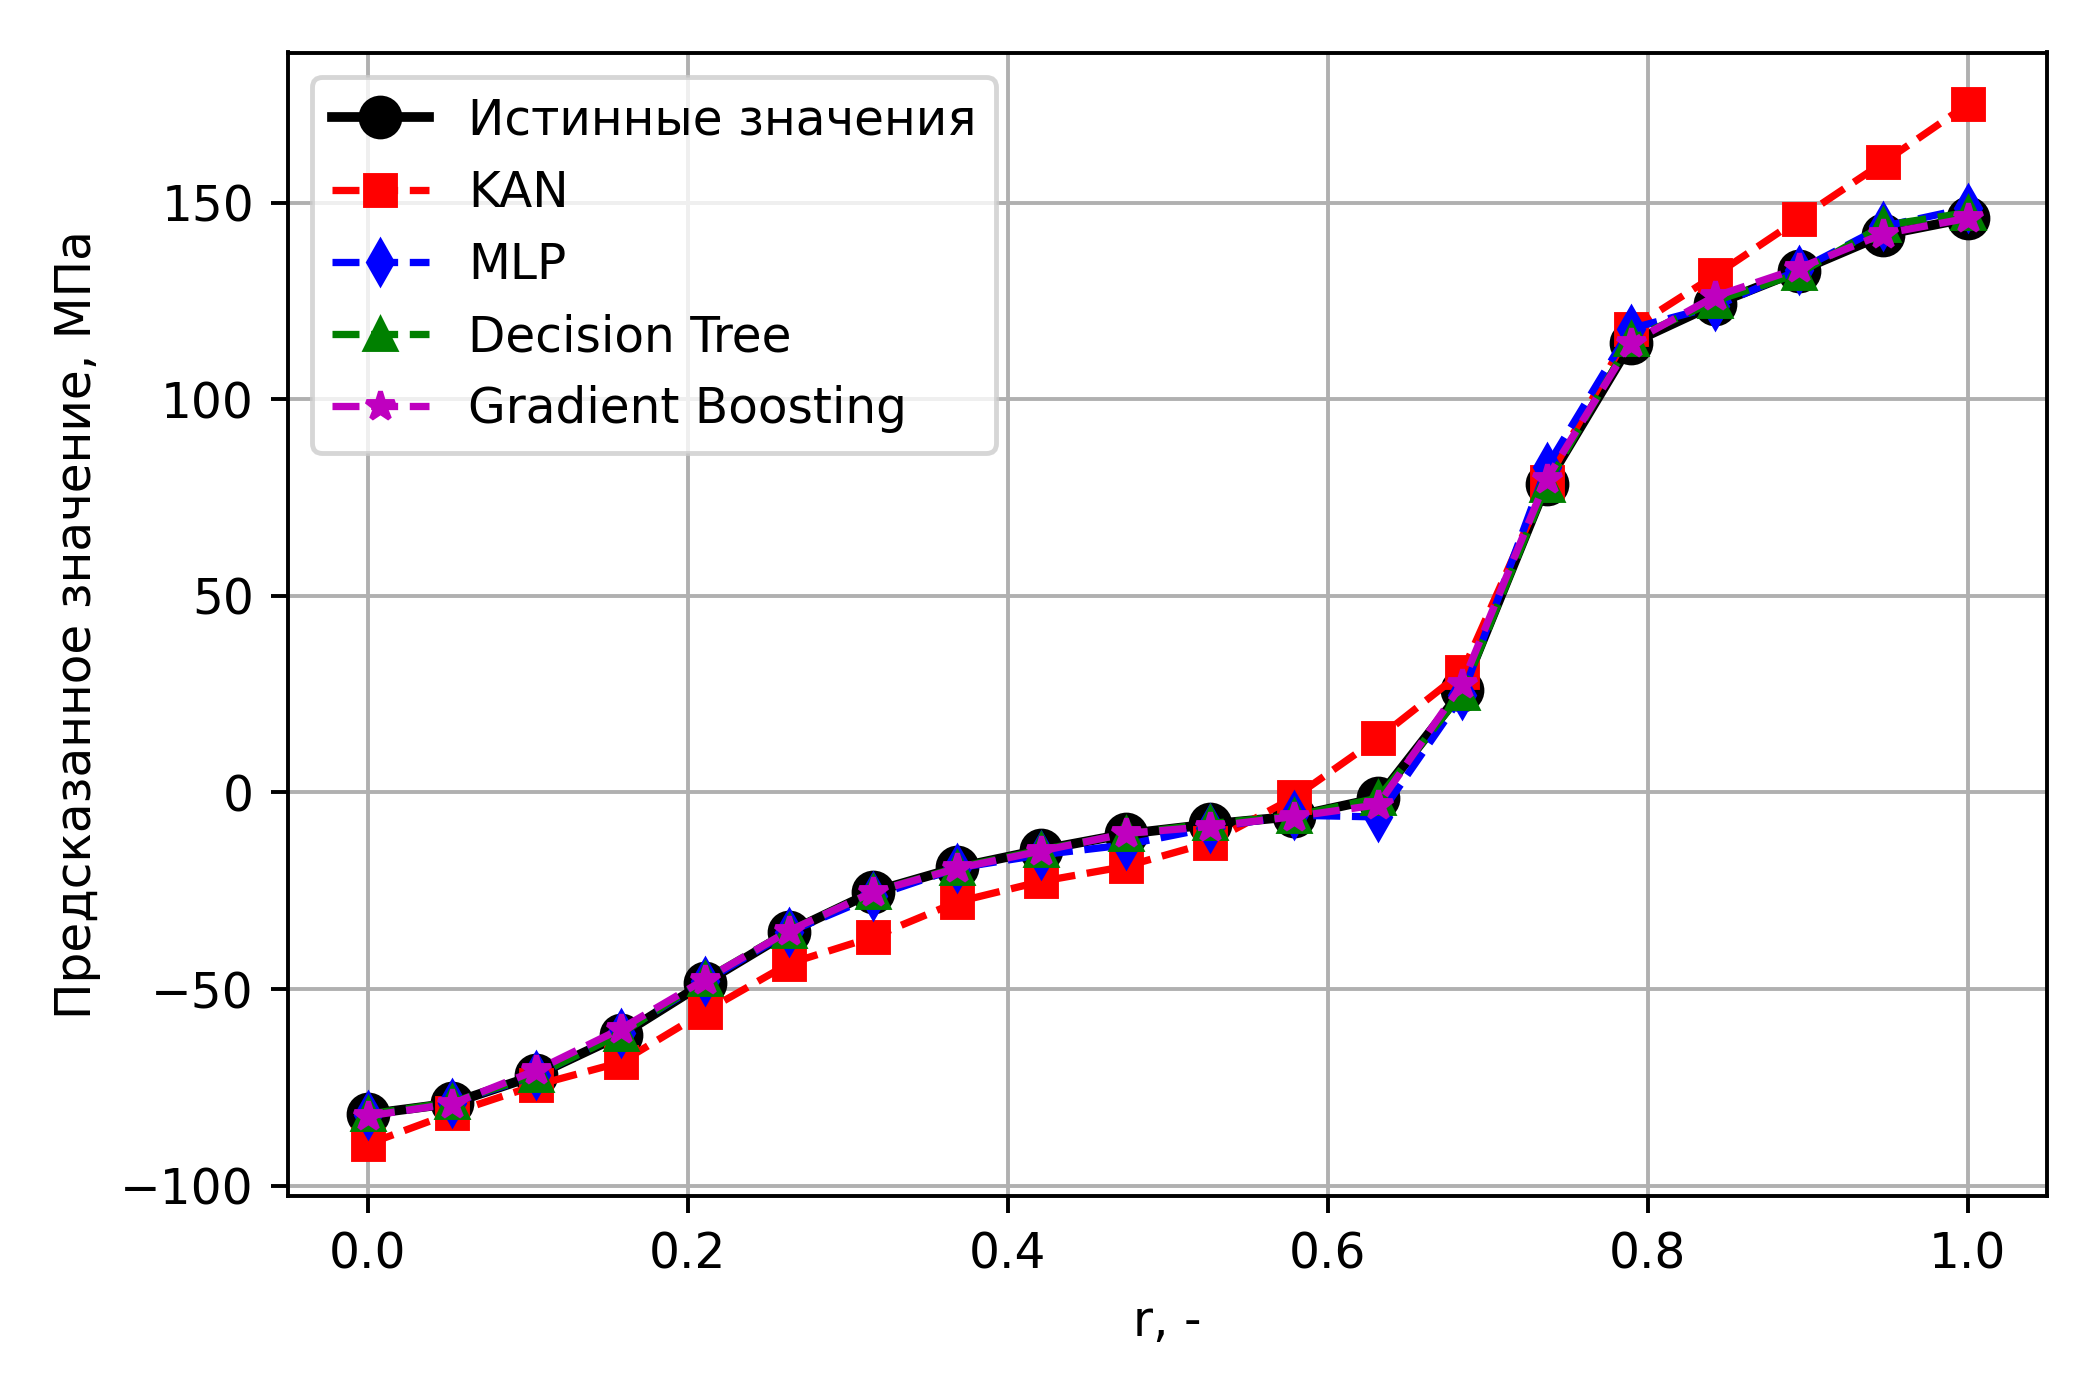 Истинные значения
KAN
MLP
Decision Tree
Gradient Boosting
Предсказанное значение, МПа
150
100
50
0
−50
−100
0.0 0.2 0.4 0.6 0.8 1.0
r, -